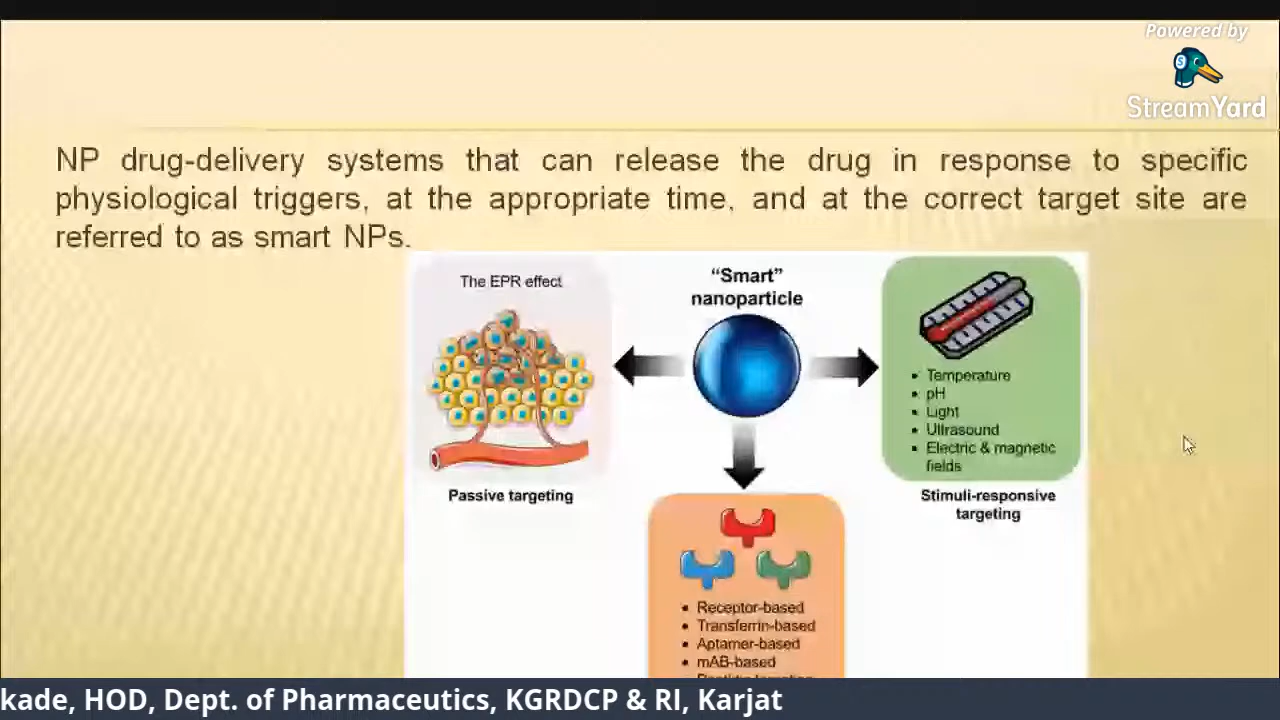 Powered by
StreamYard
NP drug-delivery systems that can release the drug in response to specific
physiological triggers, at the appropriate time, and at the correct target site are
referred to as smart NPs.
The EPR effect
Passive targeting
“Smart”
nanoparticle
• Temperature
• pH
• Light
• Ultrasound
• Electric & magnetic
fields
Stimuli-responsive
targeting
• Receptor-based
• Transferrin-based
• Aptamer-based
• mAB-based
kade, HOD, Dept. of Pharmaceutics, KGRDCP & RI, Karjat